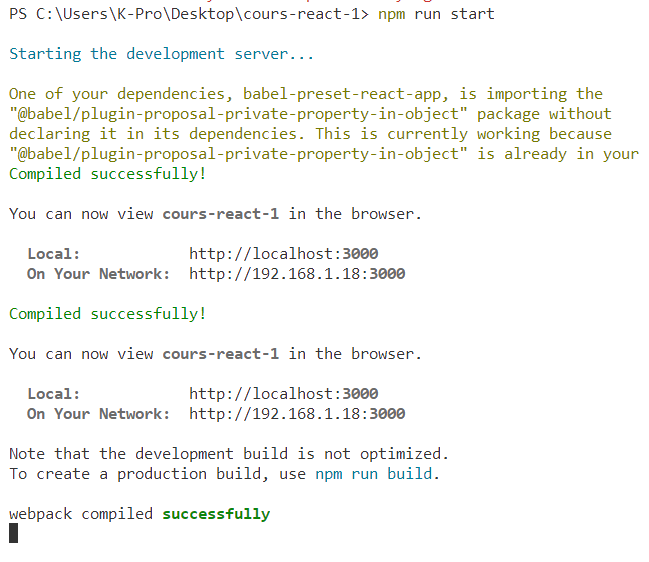 PS C:\Users\K-Pro\Desktop\cours-react-1> npm run start
Starting the development server...
One of your dependencies, babel-preset-react-app, is importing the
"@babel/plugin-proposal-private-property-in-object" package without
declaring it in its dependencies. This is currently working because
"@babel/plugin-proposal-private-property-in-object" is already in your
Compiled successfully!
You can now view cours-react-1 in the browser.
Local: http://localhost:3000
On Your Network: http://192.168.1.18:3000
Compiled successfully!
You can now view cours-react-1 in the browser.
Local: http://localhost:3000
On Your Network: http://192.168.1.18:3000
Note that the development build is not optimized.
To create a production build, use npm run build.
webpack compiled successfully